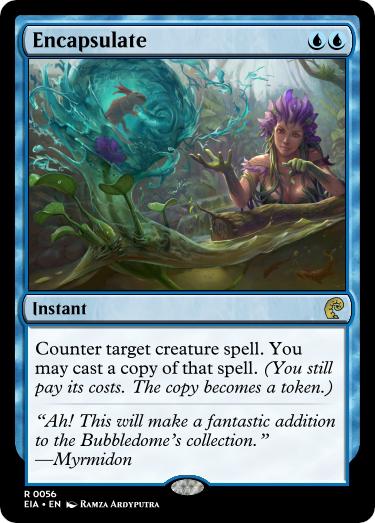 Encapsulate
Instant
Counter target creature spell. You
may cast a copy of that spell. (You still
pay its costs. The copy becomes a token.)
“Ah! This will make a fantastic addition
to the Bubbledome’s collection.”
—Myrmidon
R 0056
EIA • EN Ramza Ardyputra